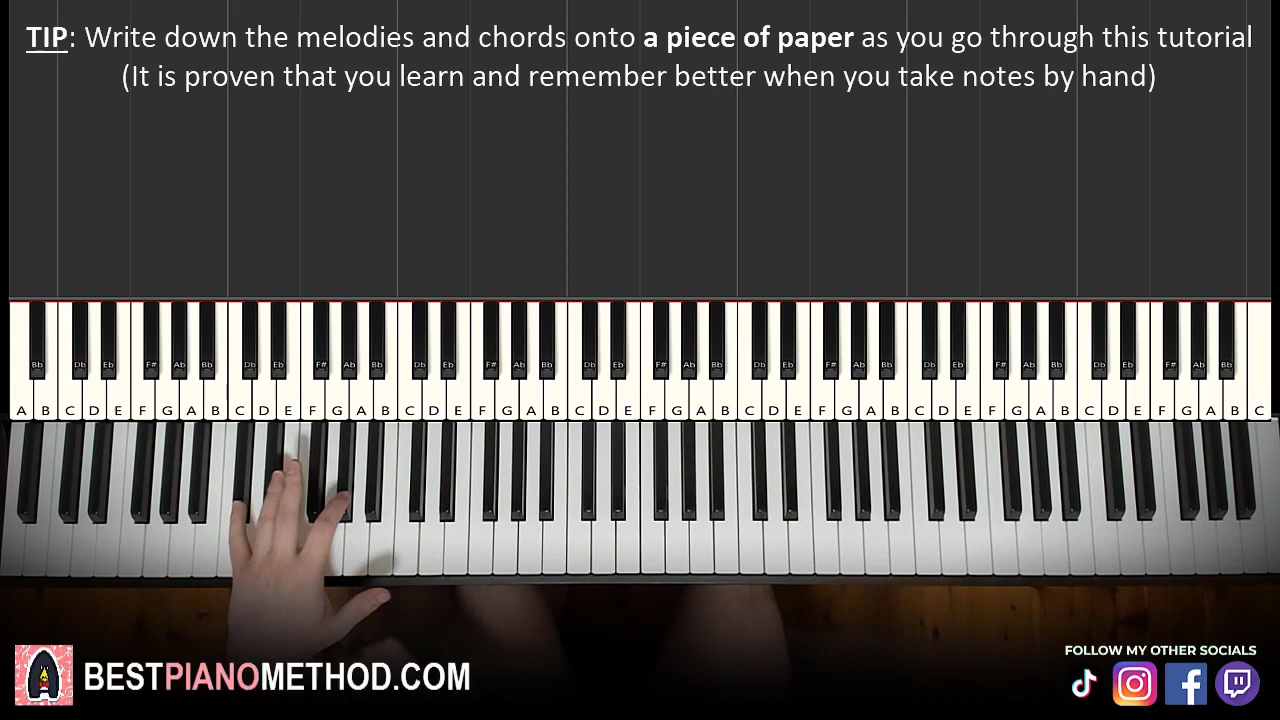 TIP: Write down the melodies and chords onto a piece of paper as you go through this tutorial
(It is proven that you learn and remember better when you take notes by hand)
Bb Db Eb F# Ab Bb Db Eb F# Ab Bb Db Eb F# Ab Bb Db Eb F# Ab Bb Db Eb F# Ab Bb Db Eb F# Ab Bb Db Eb F# Ab Bb
A B C D E F G A B C D E F G A B C D E F G A B C D E F G A B C D E F G A B C D E F G A B C D E F G A B C
FOLLOW MY OTHER SOCIALS
BESTPIANOMETHOD.COM